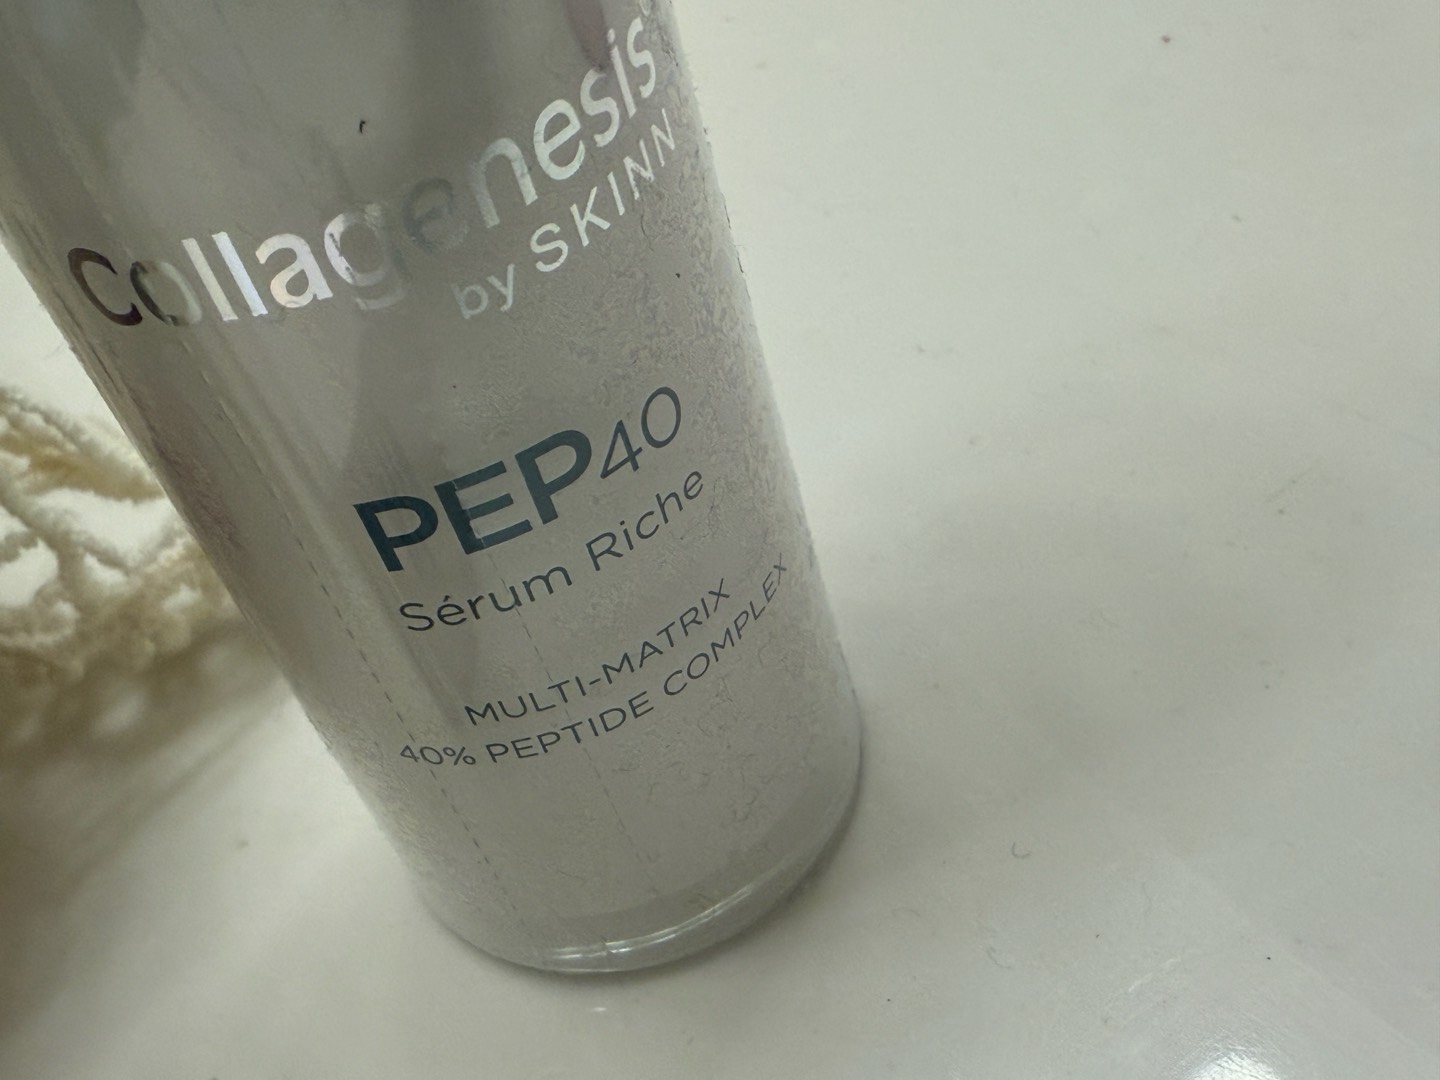 Collagenesis
by SKINN
PEP40
Sérum Riche
MULTI-MATRIX
40% PEPTIDE COMPLEX